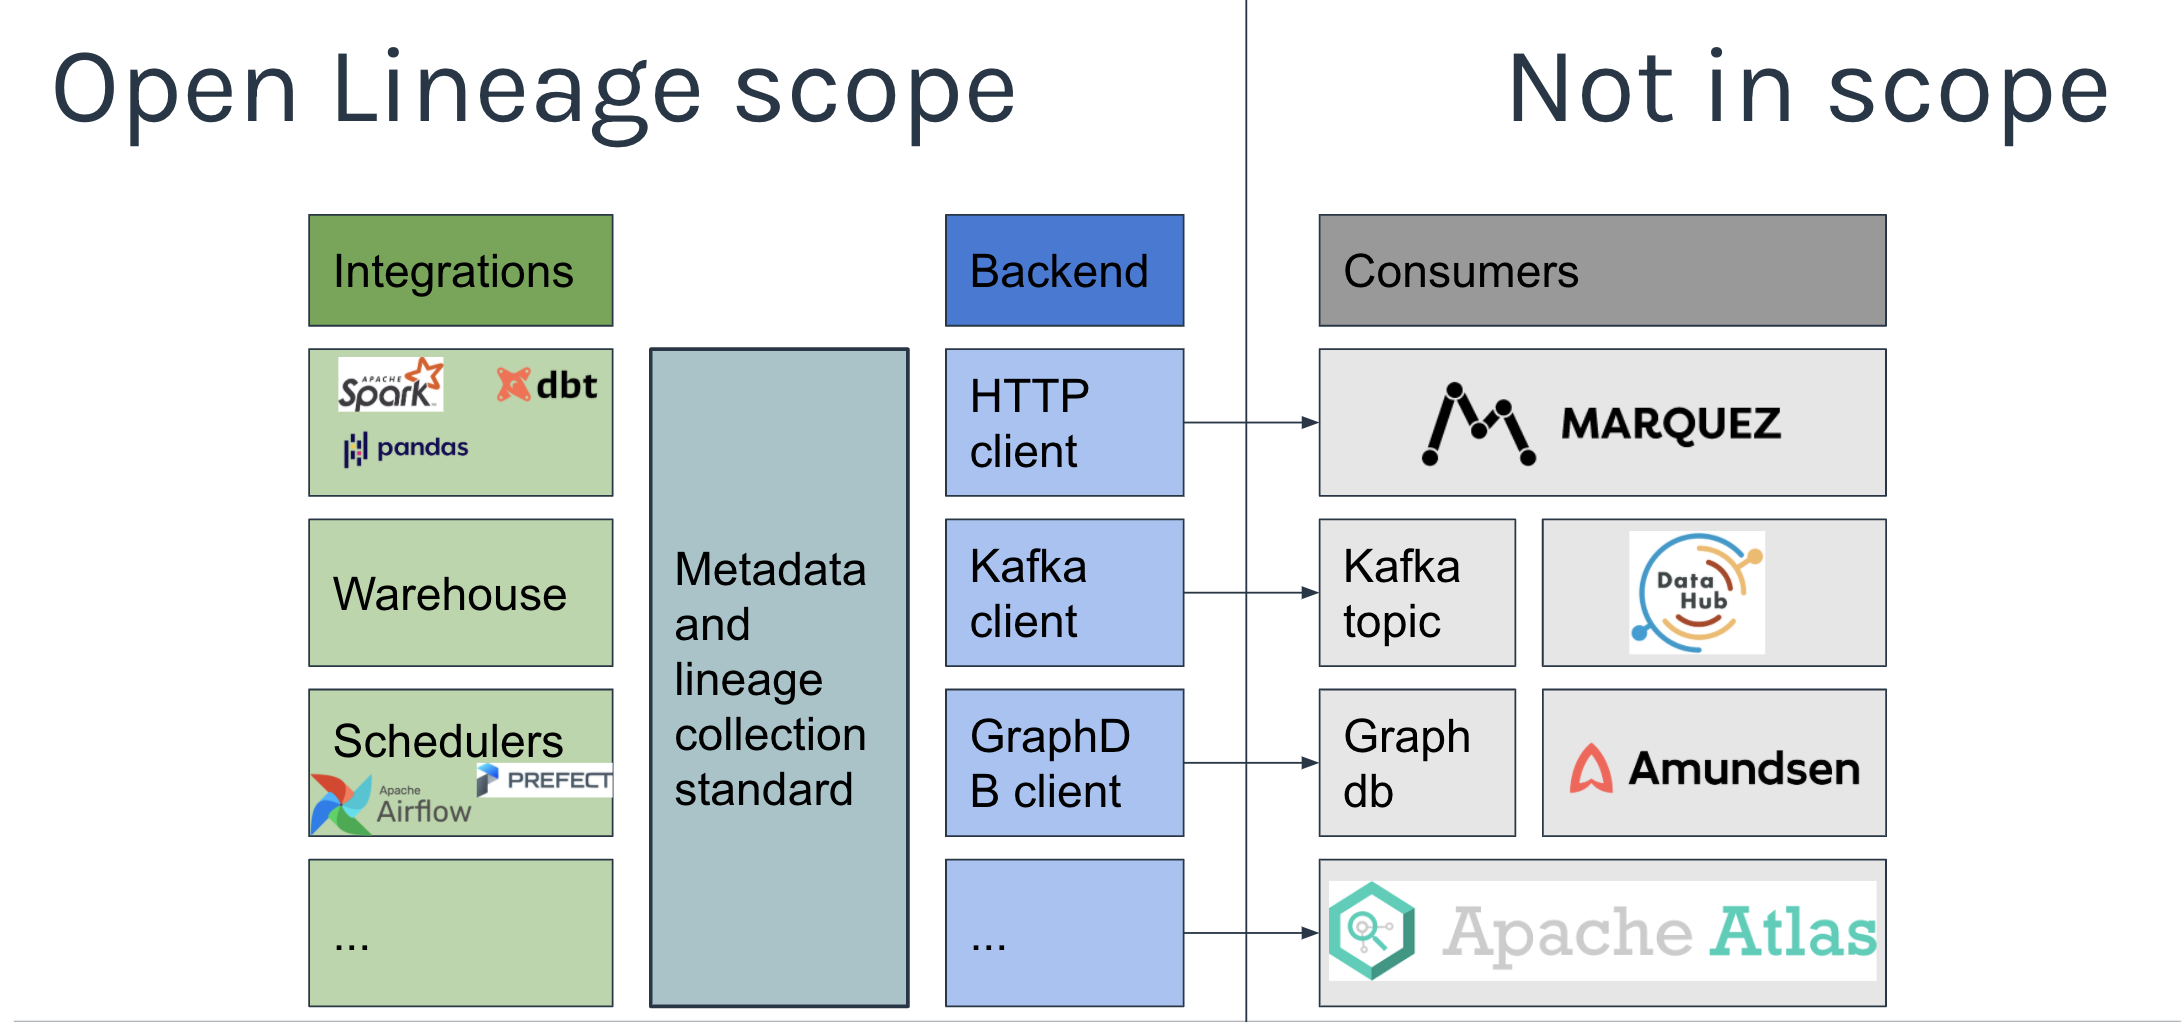 Open Lineage scope
Not in scope
Integrations
Backend
Consumers
APACHE
Spark
dbt
pandas
HTTP
client
MARQUEZ
Warehouse
Metadata
and
lineage
collection
standard
Kafka
client
Kafka
topic
Data
Hub
Schedulers
PREFECT
Apache
Airflow
GraphD
B client
Graph
db
Amundsen
...
...
Apache Atlas